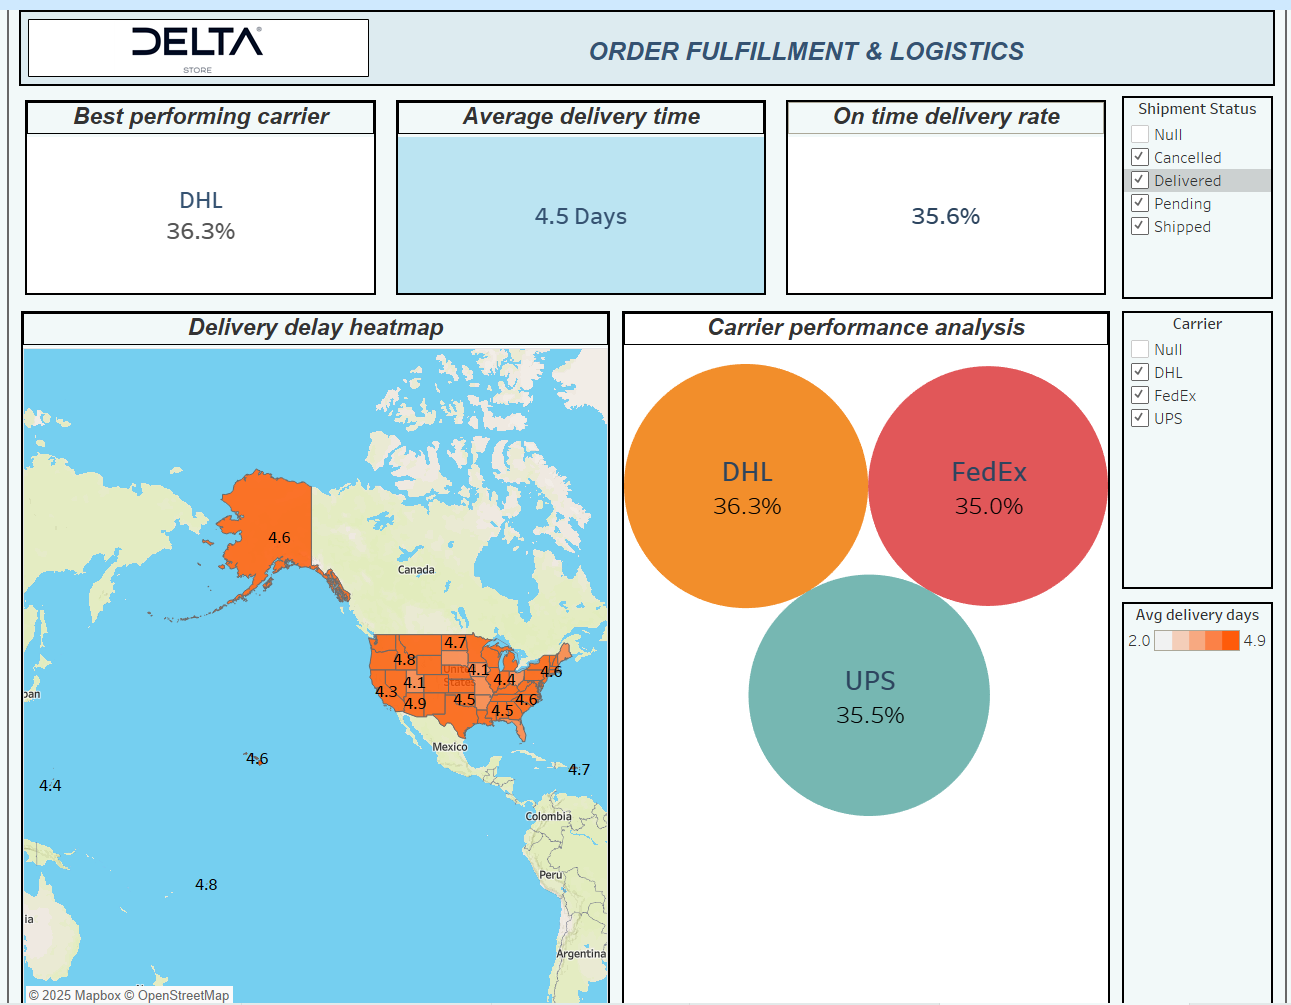 DELTA®
STORE
ORDER FULFILLMENT & LOGISTICS
Best performing carrier
DHL
36.3%
Average delivery time
4.5 Days
On time delivery rate
35.6%
Shipment Status
Null
Cancelled
Delivered
Pending
Shipped
Delivery delay heatmap
4.6
Canada
4.7
4.8
4.1
United
States
4.6
4.1
4.4
4.3
4.9
4.5
4.6
4.5
Mexico
4.6
4.7
4.4
Colombia
4.8
Peru
Argentina
pan
ia
© 2025 Mapbox © OpenStreetMap
Carrier performance analysis
DHL
36.3%
FedEx
35.0%
UPS
35.5%
Carrier
Null
DHL
FedEx
UPS
Avg delivery days
2.0
4.9